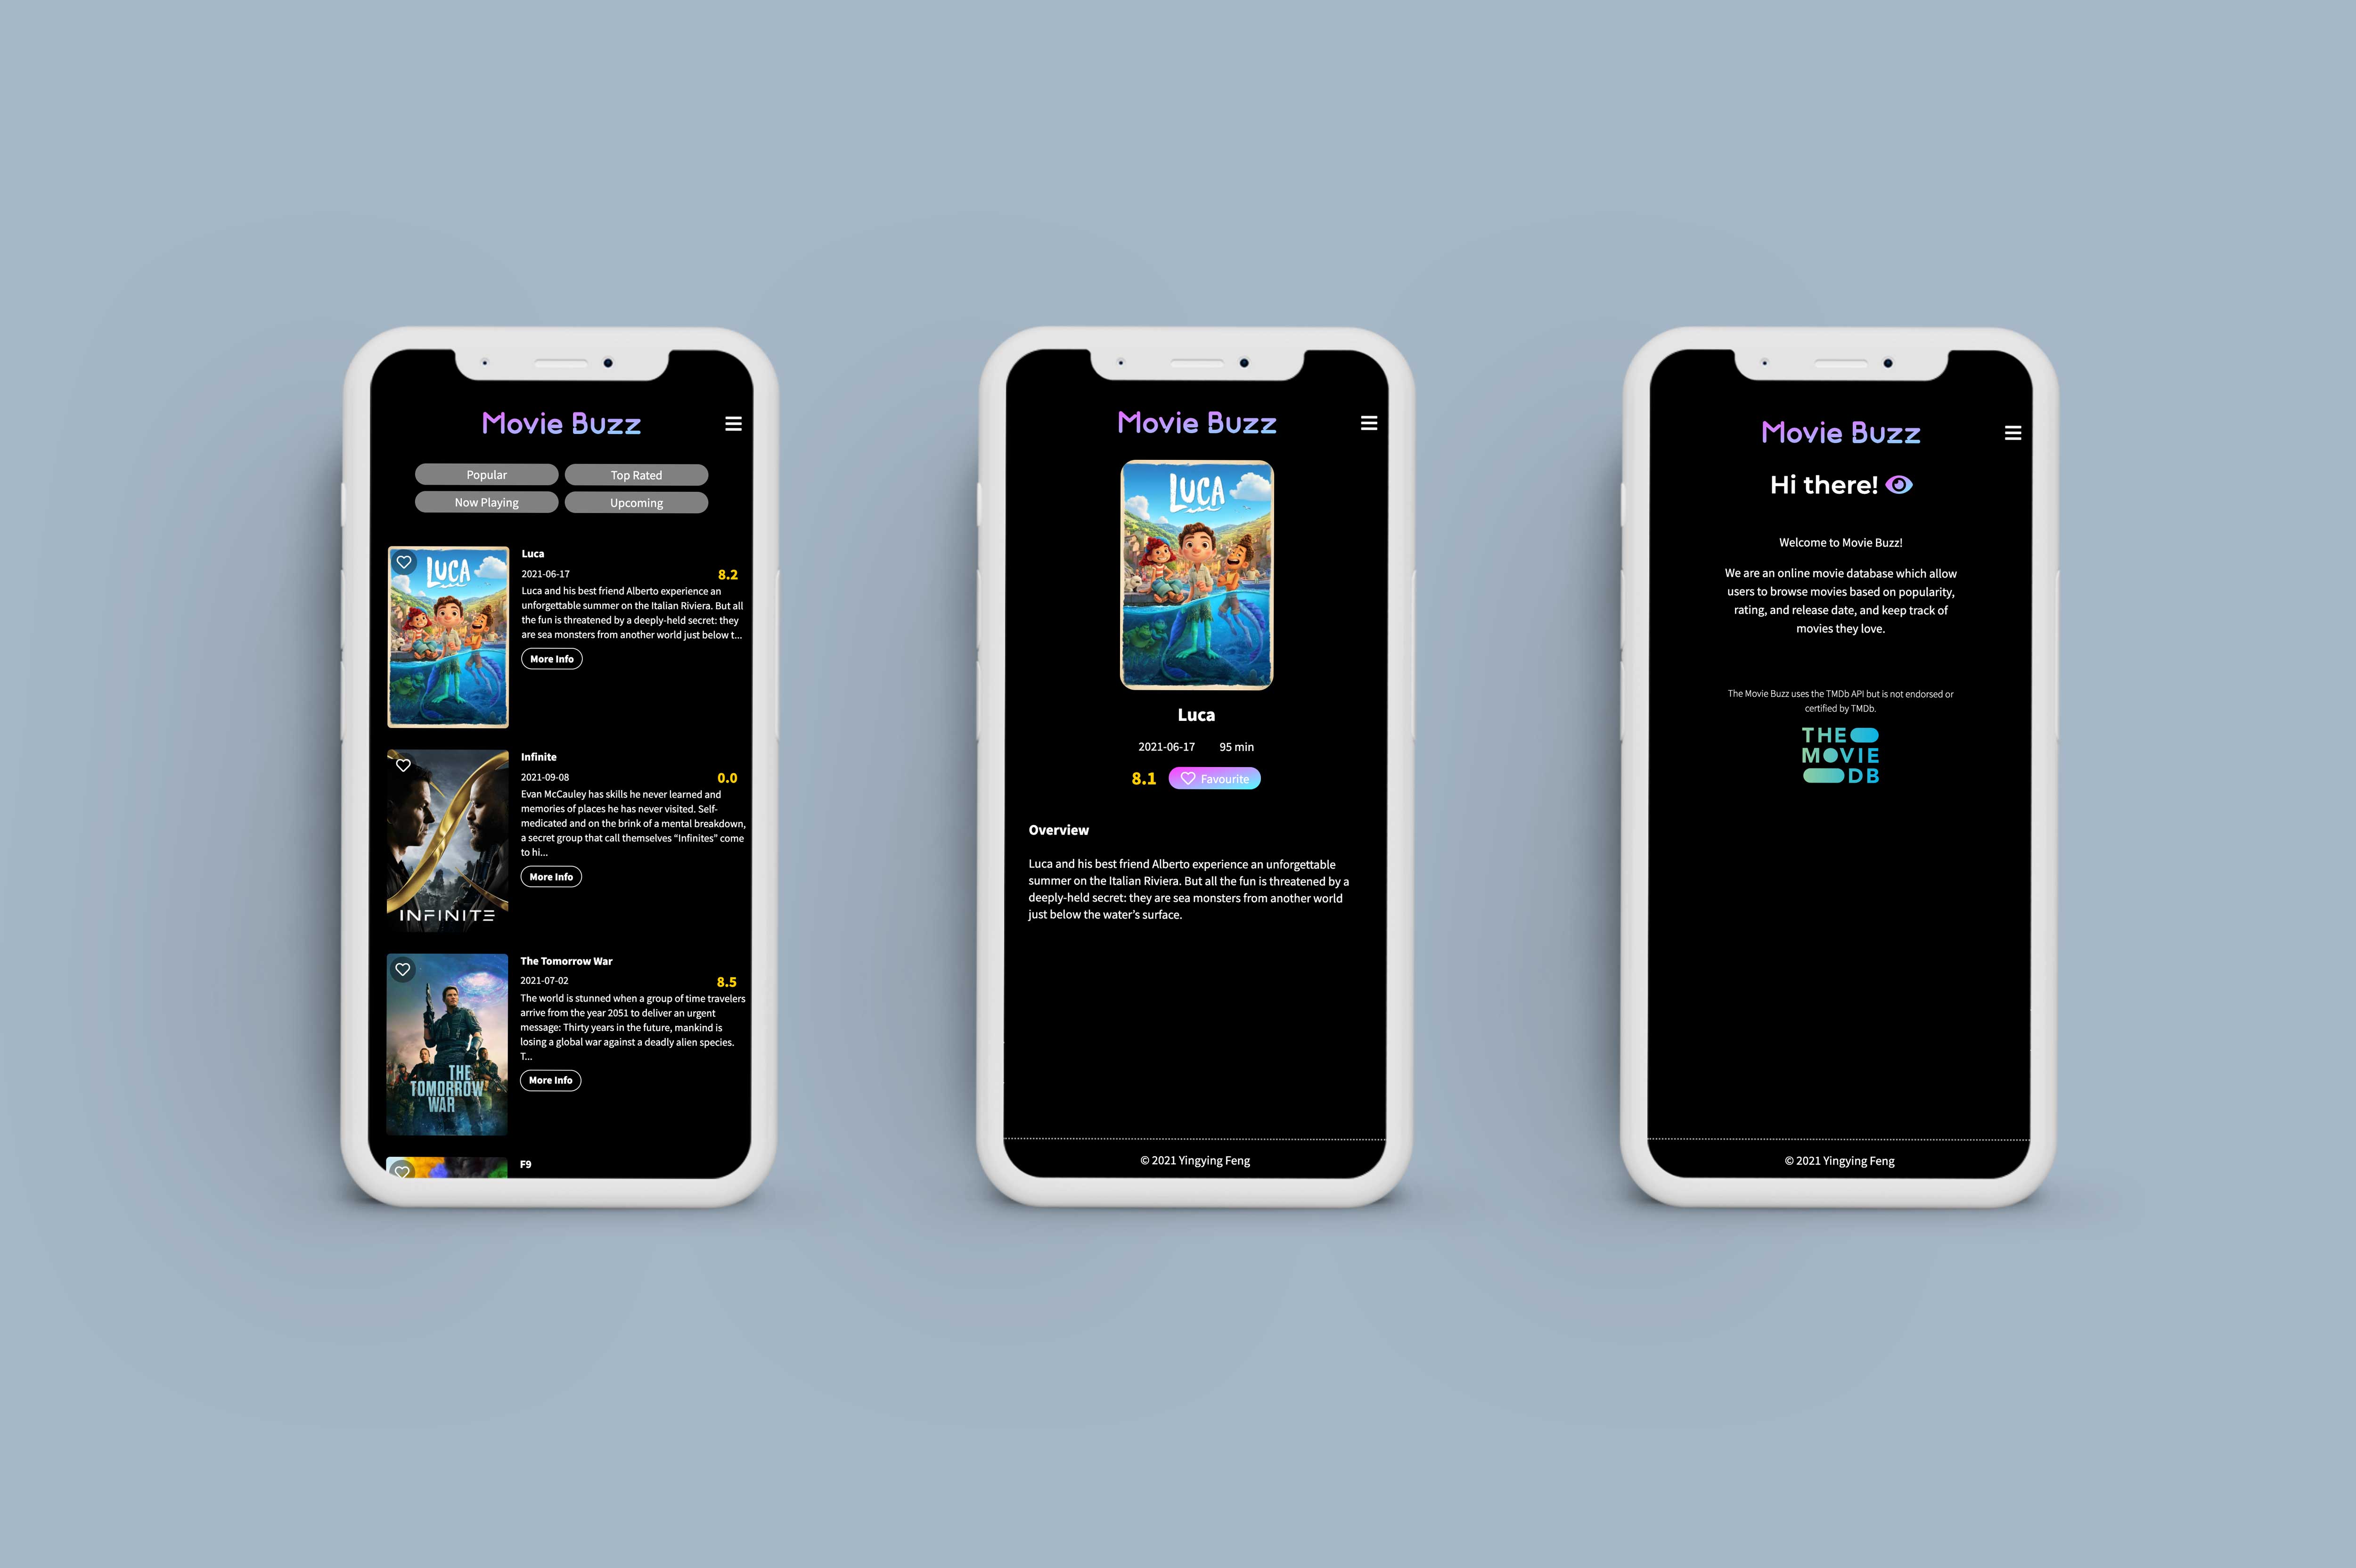 Movie Buzz
Popular
Top Rated
Now Playing
Upcoming
LUCA
Luca
2021-06-17
8.2
Luca and his best friend Alberto experience an
unforgettable summer on the Italian Riviera. But all
the fun is threatened by a deeply-held secret: they
are sea monsters from another world just below t...
More Info
INFINITE
Infinite
2021-09-08
0.0
Evan McCauley has skills he never learned and
memories of places he has never visited. Self-
medicated and on the brink of a mental breakdown,
a secret group that call themselves “Infinites” come
to hi...
More Info
THE
TOMORROW
WAR
The Tomorrow War
2021-07-02
8.5
The world is stunned when a group of time travelers
arrive from the year 2051 to deliver an urgent
message: Thirty years in the future, mankind is
losing a global war against a deadly alien species.
T...
More Info
F9
Movie Buzz
LUCA
Luca
2021-06-17 95 min
8.1 Favourite
Overview
Luca and his best friend Alberto experience an unforgettable
summer on the Italian Riviera. But all the fun is threatened by a
deeply-held secret: they are sea monsters from another world
just below the water’s surface.
© 2021 Yingying Feng
Movie Buzz
Hi there!
Welcome to Movie Buzz!
We are an online movie database which allow
users to browse movies based on popularity,
rating, and release date, and keep track of
movies they love.
The Movie Buzz uses the TMDb API but is not endorsed or
certified by TMDb.
THE
MOVIE
DB
© 2021 Yingying Feng